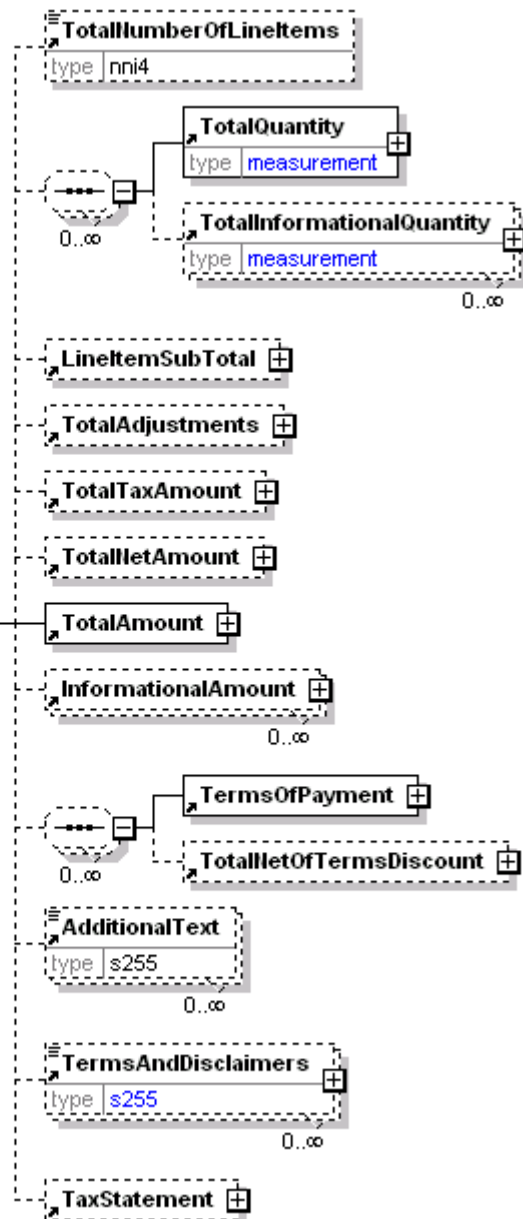 TotalNumberOfLineItems
type nni4
TotalQuantity
type measurement
0..∞
TotalInformationalQuantity
type measurement
0..∞
LineItemSubTotal
TotalAdjustments
TotalTaxAmount
TotalNetAmount
TotalAmount
InformationalAmount
0..∞
TermsOfPayment
TotalNetOfTermsDiscount
0..∞
AdditionalText
type s255
0..∞
TermsAndDisclaimers
type s255
0..∞
TaxStatement